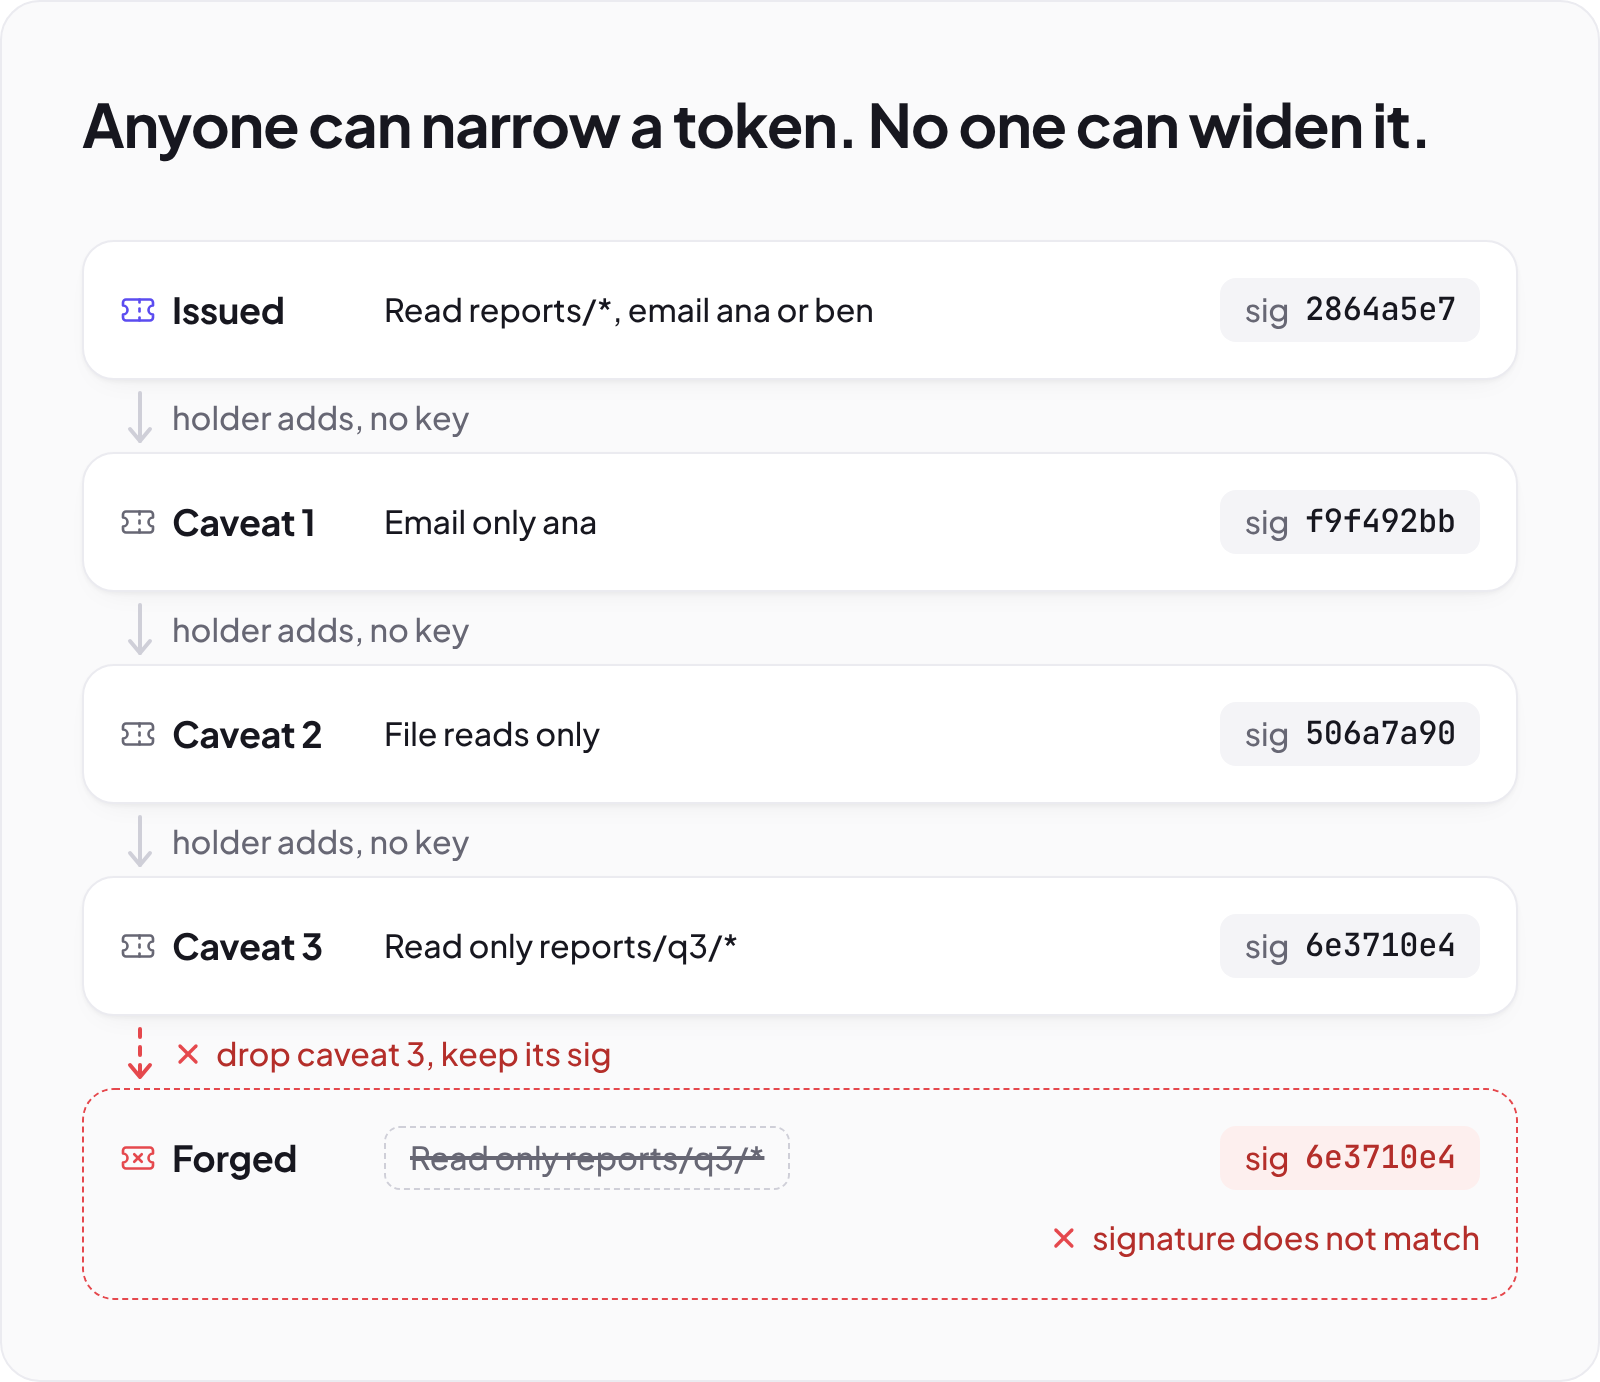 Anyone can narrow a token. No one can widen it.
Issued Read reports/*, email ana or ben sig 2864a5e7
holder adds, no key
Caveat 1 Email only ana sig f9f492bb
holder adds, no key
Caveat 2 File reads only sig 506a7a90
holder adds, no key
Caveat 3 Read only reports/q3/* sig 6e3710e4
drop caveat 3, keep its sig
Forged Read only reports/q3/* sig 6e3710e4
signature does not match